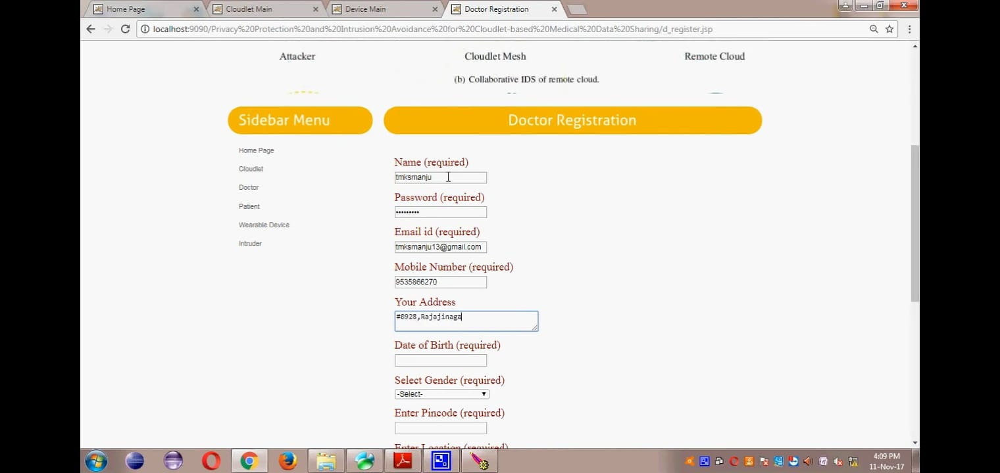 Home Page
Cloudlet Main
Device Main
Doctor Registration
localhost:9090/Privacy%20Protection%20and%20Intrusion%20Avoidance%20for%20Cloudlet-based%20Medical%20Data%20Sharing/d_register.jsp
Attacker Cloudlet Mesh Remote Cloud
(b) Collaborative IDS of remote cloud.
Sidebar Menu
Home Page
Cloudlet
Doctor
Patient
Wearable Device
Intruder
Doctor Registration
Name (required)
tmksmanju
Password (required)
•••••••••
Email id (required)
tmksmanju13@gmail.com
Mobile Number (required)
9535866270
Your Address
#8928,Rajajinaga
Date of Birth (required)
Select Gender (required)
-Select-
Enter Pincode (required)
Enter Location (required)
4:09 PM
11-Nov-17